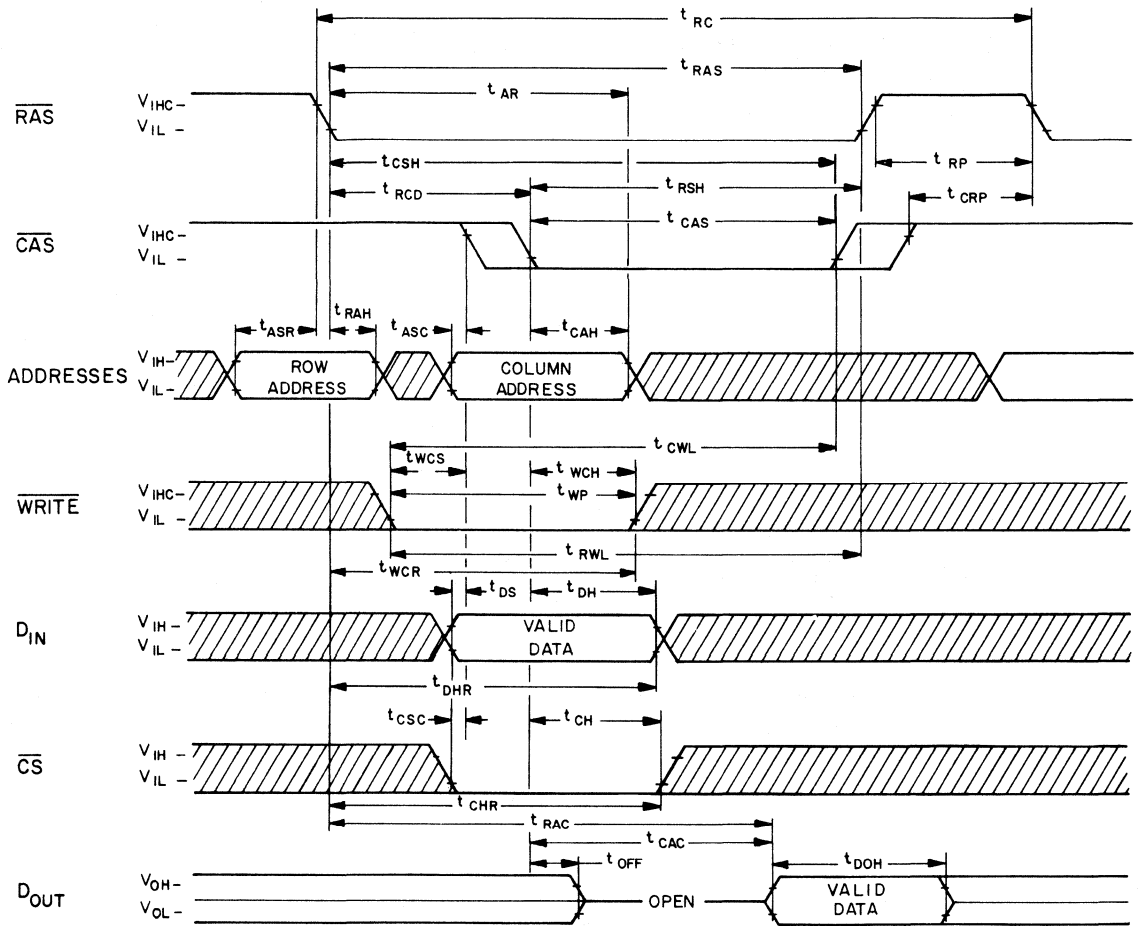 t RC
t RAS
t AR
RAS
V IHC –
V IL –
t CSH
t RP
t RCD
t RSH
t CRP
t CAS
CAS
V IHC –
V IL –
t RAH
t ASR
t ASC
t CAH
ADDRESSES
V IH –
V IL –
ROW ADDRESS
COLUMN ADDRESS
t CWL
t WCS
t WCH
t WP
WRITE
V IHC –
V IL –
t RWL
t WCR
t DS
t DH
D IN
V IH –
V IL –
VALID DATA
t DHR
t CSC
t CH
CS
V IH –
V IL –
t CHR
t RAC
t CAC
t OFF
t DOH
D OUT
V OH –
V OL –
OPEN
VALID DATA